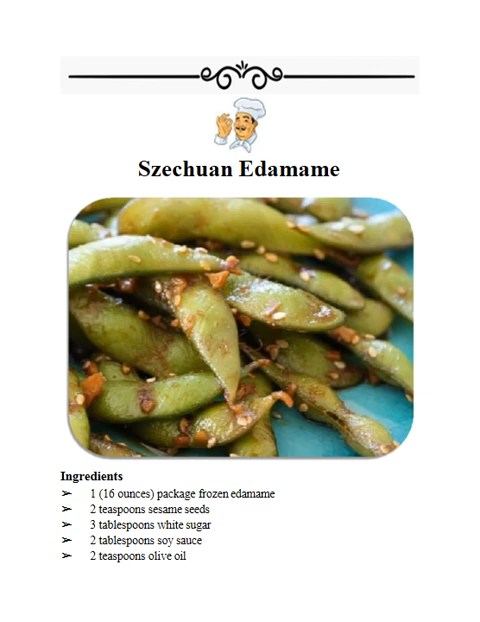 Szechuan Edamame
Ingredients
➢ 1 (16 ounces) package frozen edamame
➢ 2 teaspoons sesame seeds
➢ 3 tablespoons white sugar
➢ 2 tablespoons soy sauce
➢ 2 teaspoons olive oil